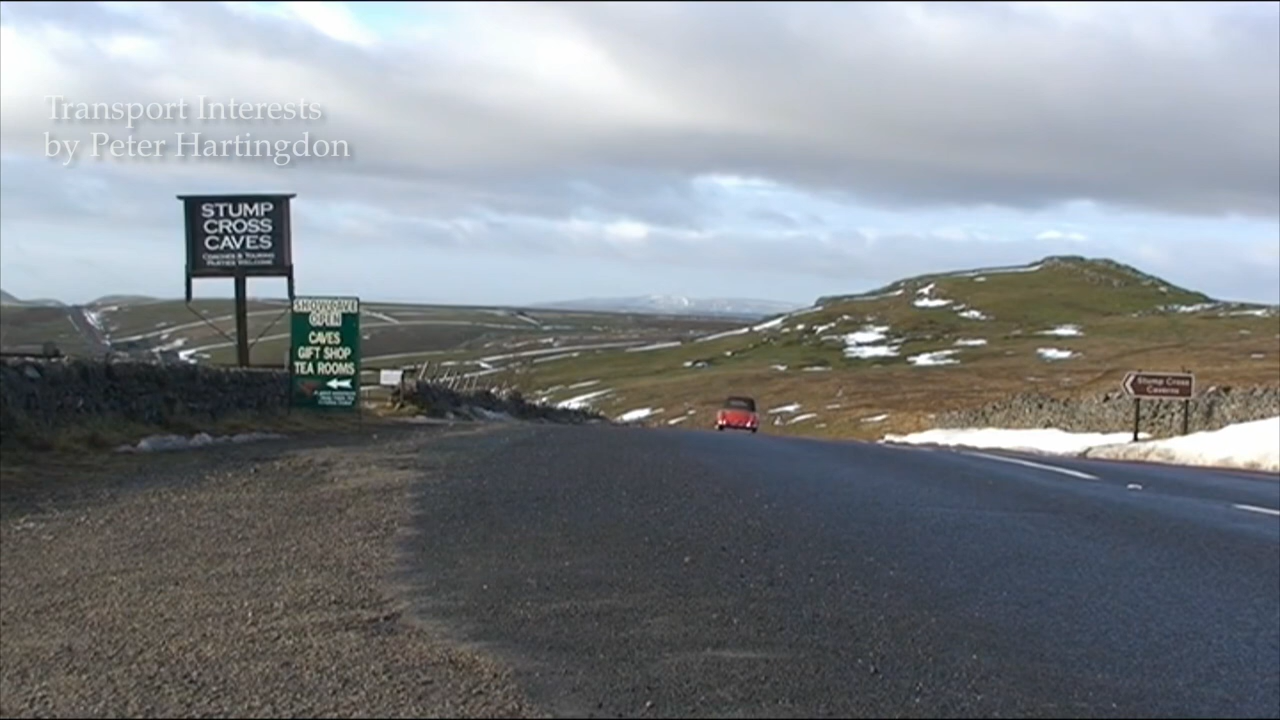 Transport Interests
by Peter Hartingdon
STUMP
CROSS
CAVES
COACHES & TOURING
PARTIES WELCOME
SHOWCAVE
OPEN
CAVES
GIFT SHOP
TEA ROOMS
Stump Cross
Caverns